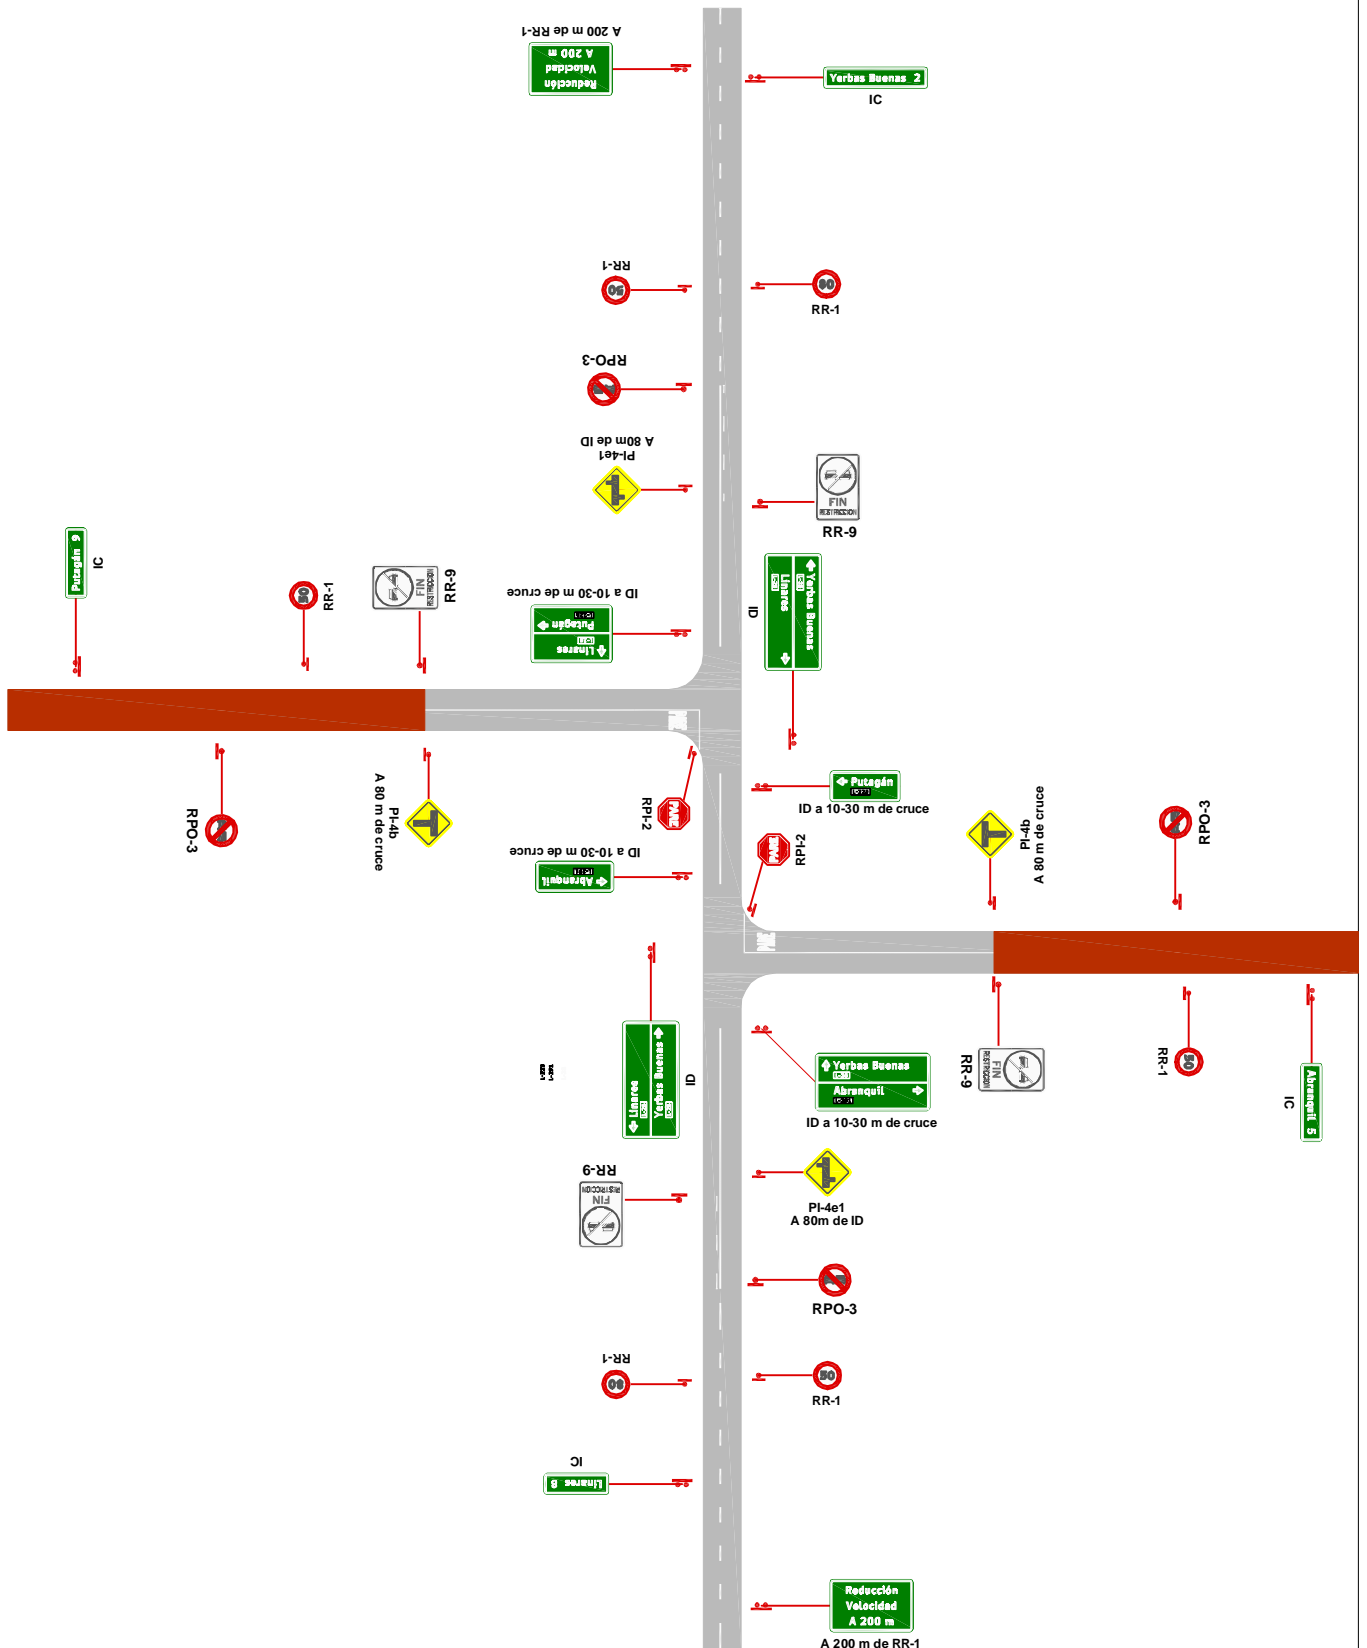 A 200 m de RR-1
Reducción
Velocidad
A 200 m
Yerbas Buenas 2
IC
RR-1
50
RR-1
RPO-3
A 80m de ID
PI-4e1
FIN
RESTRICCION
RR-9
Putagán 9
IC
50
RR-1
FIN
RESTRICCION
RR-9
ID a 10-30 m de cruce
Linares
Putagán
ID
Yerbas Buenas
Linares
RPO-3
PI-4b
A 80 m de cruce
RPI-2
Putagán
ID a 10-30 m de cruce
RPI-2
PI-4b
A 80 m de cruce
RPO-3
ID a 10-30 m de cruce
Abranquil
Linares
Yerbas Buenas
ID
Yerbas Buenas
Abranquil
ID a 10-30 m de cruce
RR-9
FIN
RESTRICCION
RR-1
50
IC
Abranquil 5
RR-9
FIN
RESTRICCION
PI-4e1
A 80m de ID
RPO-3
RR-1
50
RR-1
IC
Linares 8
Reducción
Velocidad
A 200 m
A 200 m de RR-1